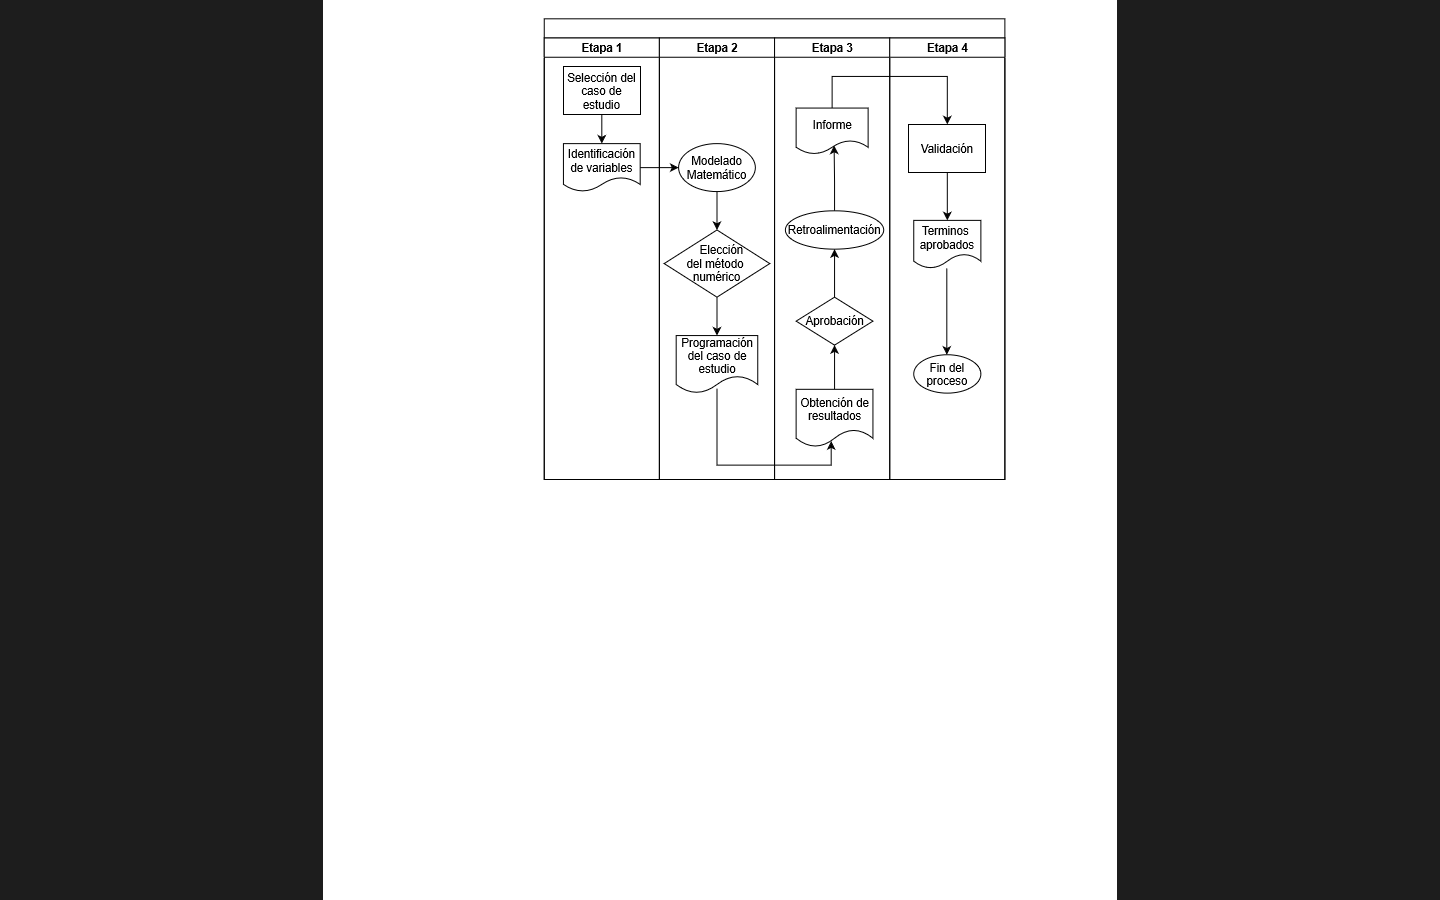 Etapa 1
Etapa 2
Etapa 3
Etapa 4
Selección del
caso de
estudio
Identificación
de variables
Modelado
Matemático
Elección
del método
numérico
Programación
del caso de
estudio
Obtención de
resultados
Aprobación
Retroalimentación
Informe
Validación
Terminos
aprobados
Fin del
proceso